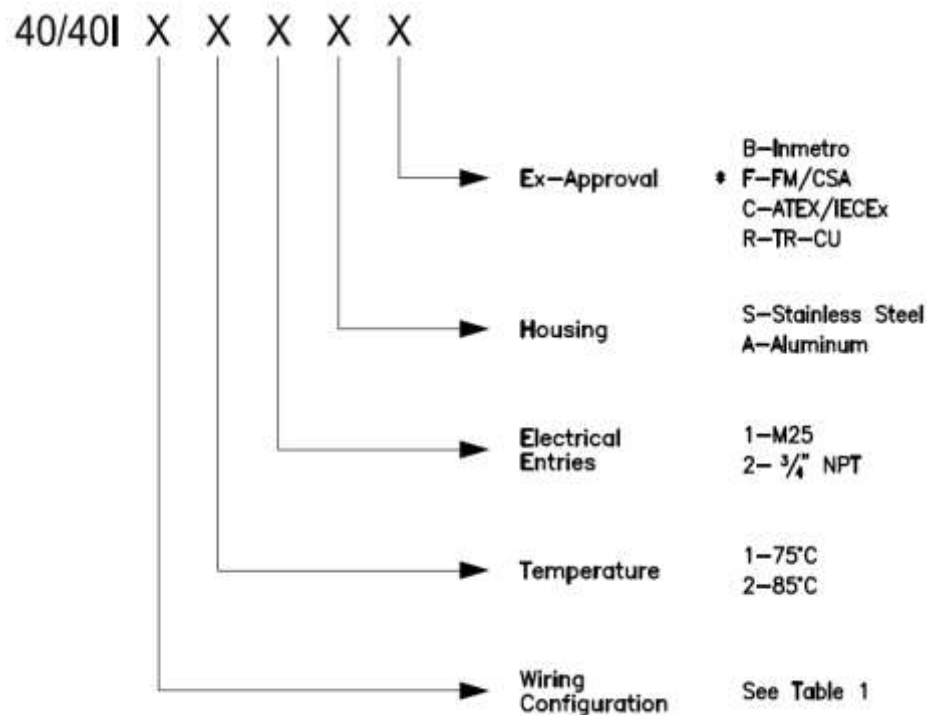 40/40I X X X X X
Ex-Approval
B-Inmetro
* F-FM/CSA
C-ATEX/IECEx
R-TR-CU
Housing
S-Stainless Steel
A-Aluminum
Electrical
Entries
1-M25
2- 3/4" NPT
Temperature
1-75°C
2-85°C
Wiring
Configuration
See Table 1